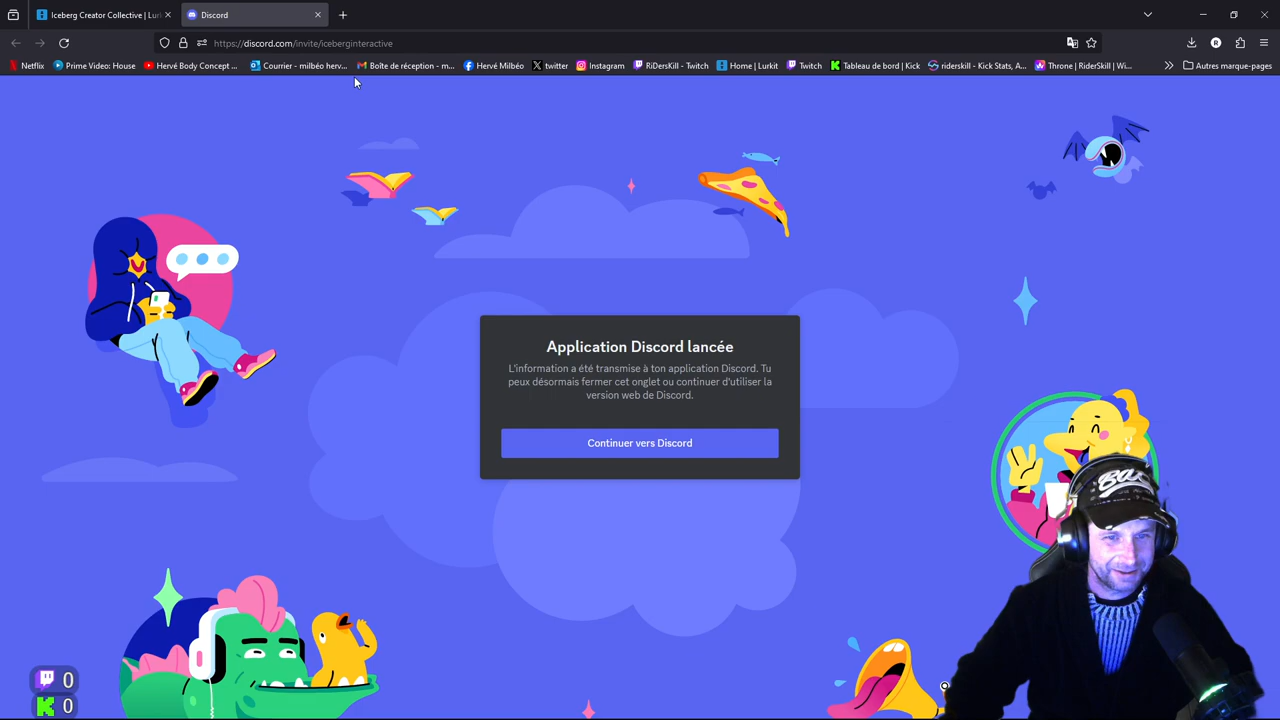 Iceberg Creator Collective | Lurk
Discord
https://discord.com/invite/iceberginteractive
Netflix
Prime Video: House
Hervé Body Concept ...
Courrier - milbéo herv...
Boîte de réception - m...
Hervé Milbéo
twitter
Instagram
RiDersKill - Twitch
Home | Lurkit
Twitch
Tableau de bord | Kick
riderskill - Kick Stats, A...
Throne | RiderSkill | Wi...
Autres marque-pages
Application Discord lancée
L'information a été transmise à ton application Discord. Tu
peux désormais fermer cet onglet ou continuer d'utiliser la
version web de Discord.
Continuer vers Discord
0
0